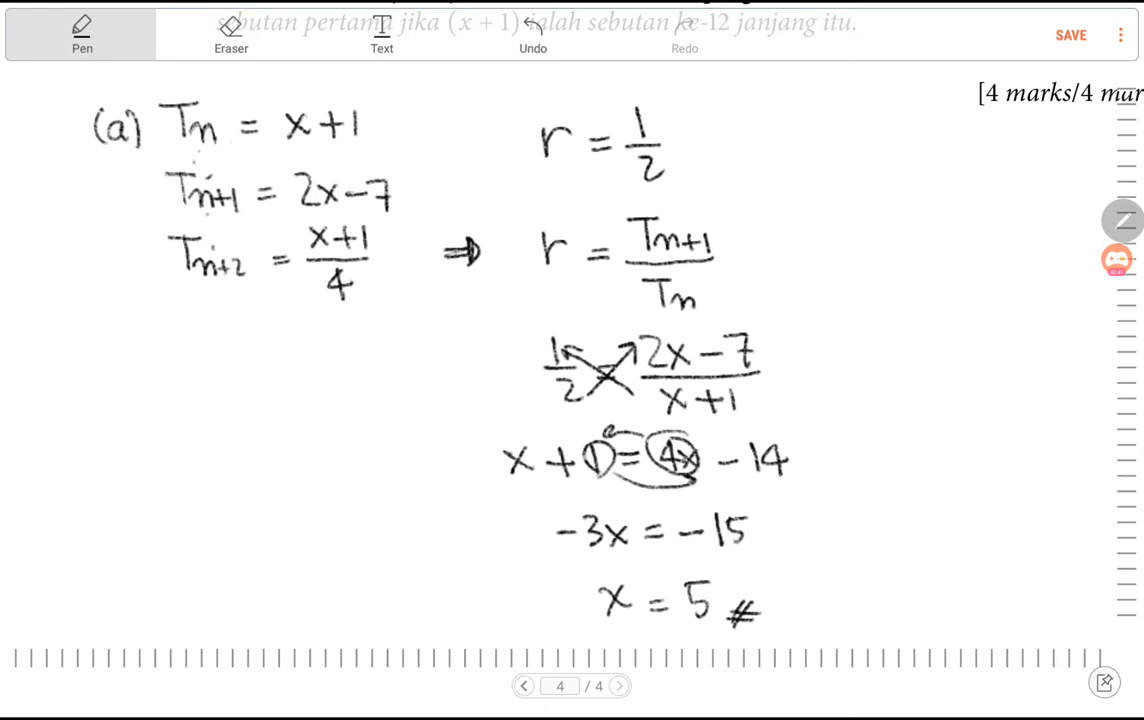 sebutan pertama jika (x + 1) ialah sebutan ke-12 janjang itu.
Pen Eraser Text Undo Redo SAVE
[4 marks/4 mar
(a) Tn = x+1
Tn+1 = 2x-7
Tn+2 = x+1/4
⇒
r = 1/2
r = Tn+1/Tn
1/2 = 2x-7/x+1
x + 1 = 4x - 14
-3x = -15
x = 5 #
4 / 4